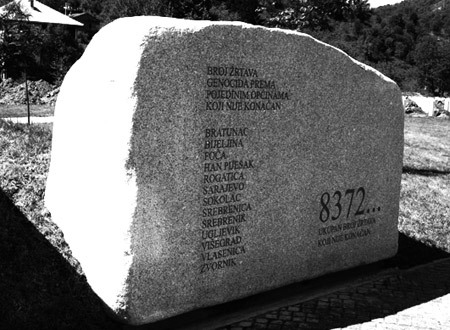 BROJ ŽRTAVA
GENOCIDA PREMA
POJEDINIM OPĆINAMA
KOJI NIJE KONAČAN
BRATUNAC
BIJELJINA
FOČA
HAN PIJESAK
ROGATICA
SARAJEVO
SOKOLAC
SREBRENICA
SREBRENIK
UGLJEVIK
VIŠEGRAD
VLASENICA
ZVORNIK
8372...
UKUPAN BROJ ŽRTAVA
KOJI NIJE KONAČAN